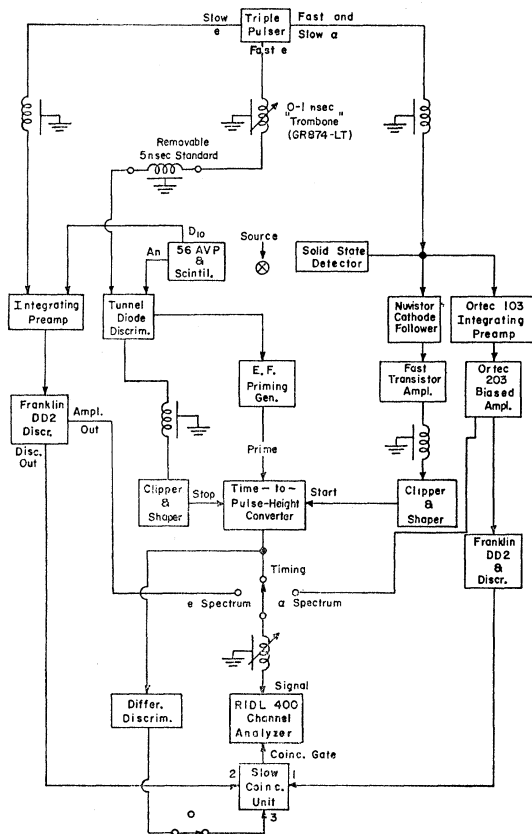 Triple
Pulser
Slow
e
Fast and
Slow α
Fast e
0-1 nsec
"Trombone"
(GR874-LT)
Removable
5nsec Standard
D10
An
56 AVP
&
Scintil.
Source
Solid State
Detector
Integrating
Preamp
Tunnel
Diode
Discrim.
Nuvistor
Cathode
Follower
Ortec 103
Integrating
Preamp
E. F.
Priming
Gen.
Fast
Transistor
Ampl.
Ortec
203
Biased
Ampl.
Franklin
DD2
Discr.
Ampl.
Out
Disc.
Out
Prime
Clipper
&
Shaper
Stop
Time-to-
Pulse-Height
Converter
Start
Clipper
&
Shaper
Franklin
DD2
&
Discr.
Timing
e Spectrum
α Spectrum
Signal
Differ.
Discrim.
RIDL 400
Channel
Analyzer
Coinc. Gate
2
Slow
Coinc.
Unit
1
3